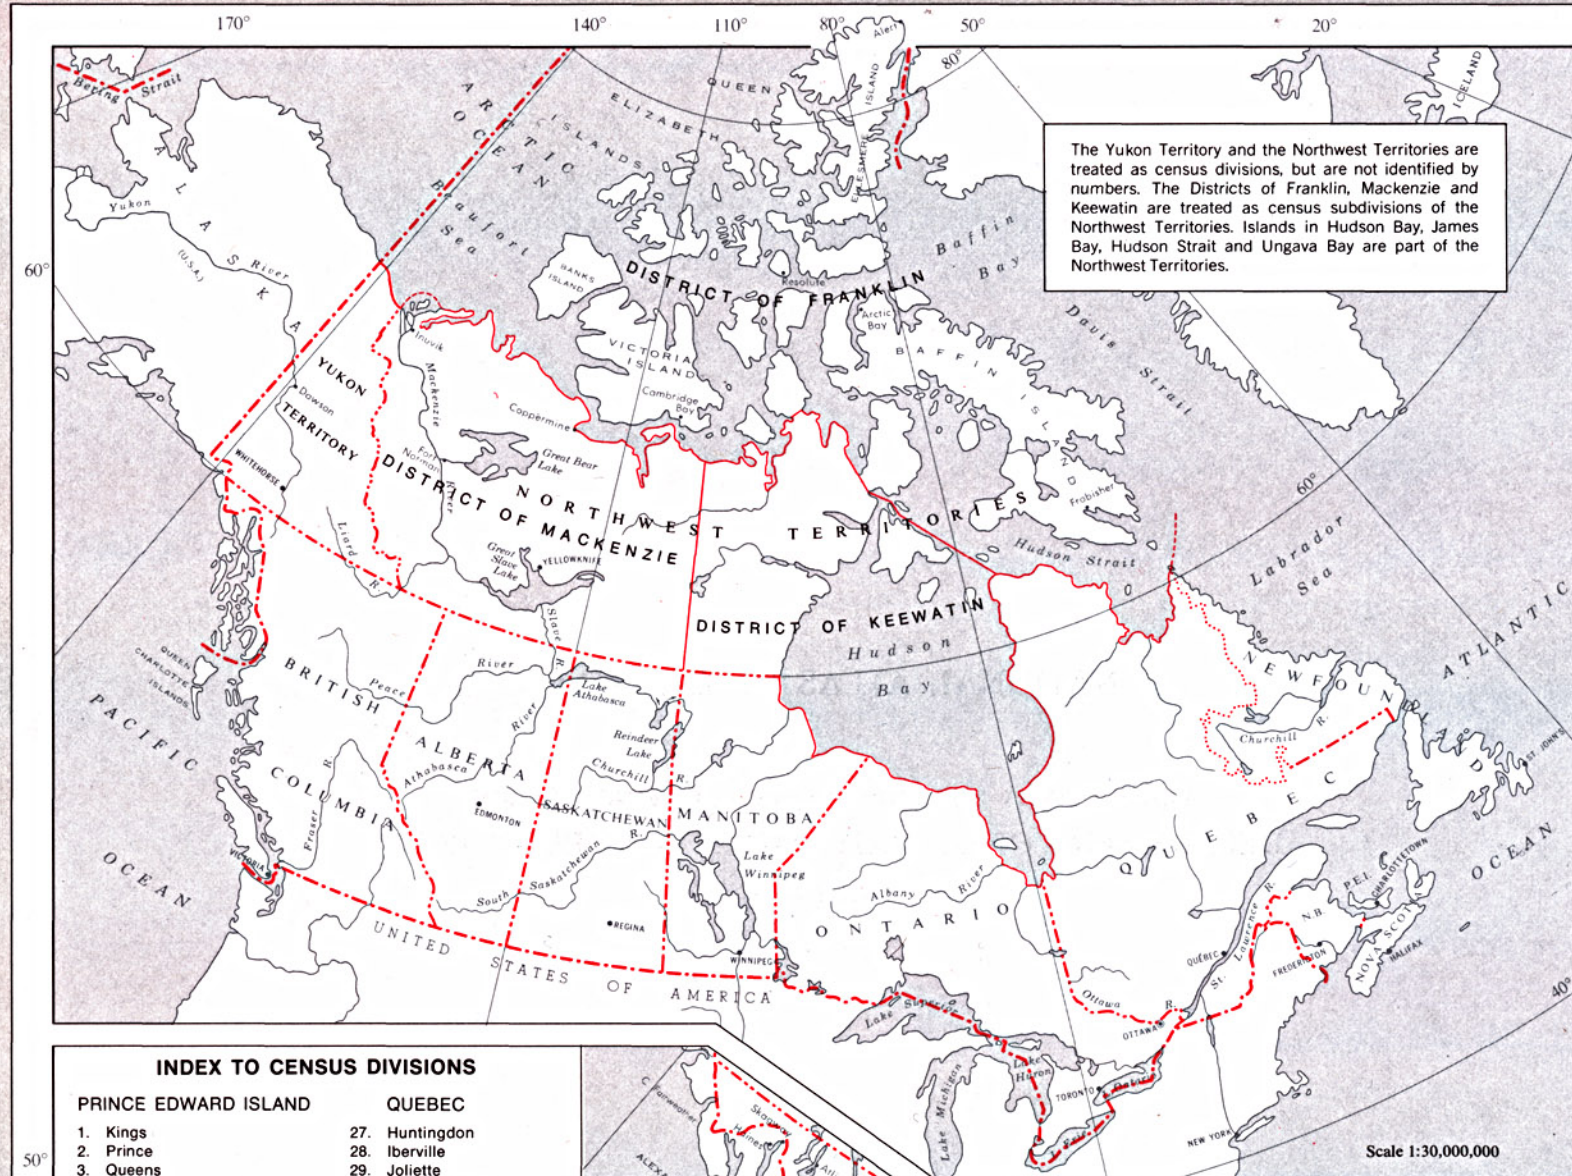 170°
140°
110°
80°
50°
20°
Bering Strait
ARCTIC
OCEAN
QUEEN
ELIZABETH
ISLANDS
Alert
80°
ELLESMERE
ISLAND
ICELAND
The Yukon Territory and the Northwest Territories are
treated as census divisions, but are not identified by
numbers. The Districts of Franklin, Mackenzie and
Keewatin are treated as census subdivisions of the
Northwest Territories. Islands in Hudson Bay, James
Bay, Hudson Strait and Ungava Bay are part of the
Northwest Territories.
ALASKA
(U.S.A.)
Yukon
River
Beaufort
Sea
Baffin
Bay
BANKS
ISLAND
DISTRICT OF FRANKLIN
Resolute
Arctic
Bay
Davis
Strait
60°
Inuvik
VICTORIA
ISLAND
BAFFIN ISLAND
YUKON
TERRITORY
Dawson
Mackenzie
River
Cambridge
Bay
Coppermine
WHITEHORSE
Fort
Norman
Great Bear
Lake
DISTRICT OF MACKENZIE
NORTHWEST TERRITORIES
Frobisher
60°
Liard
R.
Great
Slave
Lake
YELLOWKNIFE
Hudson Strait
Labrador
Sea
Slave
R.
DISTRICT OF KEEWATIN
Hudson
Bay
ATLANTIC
OCEAN
QUEEN
CHARLOTTE
ISLANDS
PACIFIC
OCEAN
BRITISH
COLUMBIA
Peace
River
Lake
Athabasca
NEWFOUNDLAND
ALBERTA
Athabasca
River
Reindeer
Lake
Churchill
R.
Churchill
R.
ST. JOHN'S
Fraser
R.
EDMONTON
SASKATCHEWAN
R.
MANITOBA
QUEBEC
VICTORIA
South
Saskatchewan
Lake
Winnipeg
Albany
River
ONTARIO
P.E.I.
CHARLOTTETOWN
REGINA
WINNIPEG
N.B.
NOVA SCOTIA
HALIFAX
QUÉBEC
St.
Lawrence
R.
FREDERICTON
UNITED
STATES
OF
AMERICA
Lake Superior
Ottawa
R.
OTTAWA
40°
Lake
Huron
Lake Michigan
TORONTO
Ontario
L. Erie
NEW YORK
Scale 1:30,000,000
INDEX TO CENSUS DIVISIONS
PRINCE EDWARD ISLAND
1. Kings
2. Prince
3. Queens
QUEBEC
27. Huntingdon
28. Iberville
29. Joliette
C. Fairweather
Skagway
Haines
50°